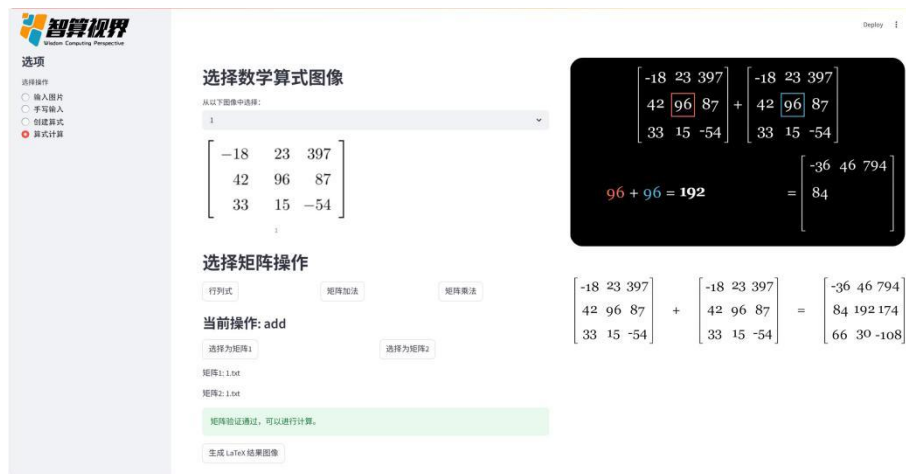 智算视界
Wisdom Computing Perspective
选项
选择操作
输入图片
手写输入
创建算式
算式计算
Deploy
选择数学算式图像
从以下图像中选择：
1
−18 23 397
42 96 87
33 15 −54
1
选择矩阵操作
行列式 矩阵加法 矩阵乘法
当前操作: add
选择为矩阵1 选择为矩阵2
矩阵1: 1.txt
矩阵2: 1.txt
矩阵验证通过，可以进行计算。
生成 LaTeX 结果图像
-18 23 397 -18 23 397
42 96 87 + 42 96 87
33 15 -54 33 15 -54
-36 46 794
96 + 96 = 192 = 84
-18 23 397 -18 23 397 -36 46 794
42 96 87 + 42 96 87 = 84 192 174
33 15 -54 33 15 -54 66 30 -108